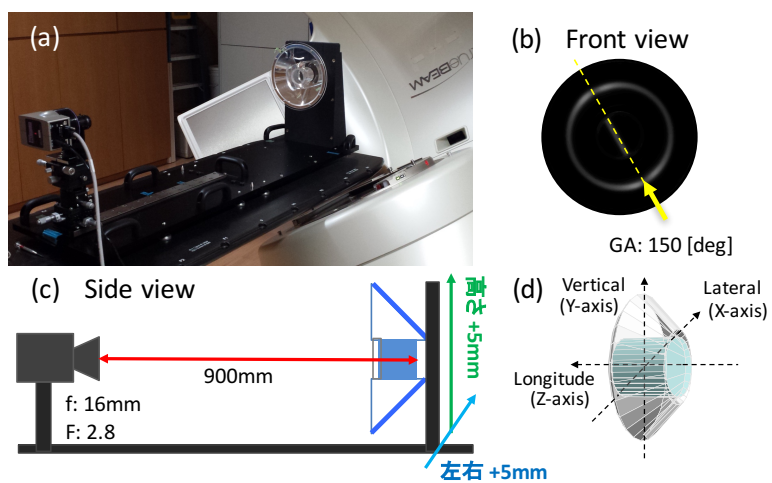 (a)
TRUEBEAM
(b) Front view
GA: 150 [deg]
(c) Side view
高さ +5mm
900mm
f: 16mm
F: 2.8
左右 +5mm
(d)
Vertical
(Y-axis)
Lateral
(X-axis)
Longitude
(Z-axis)